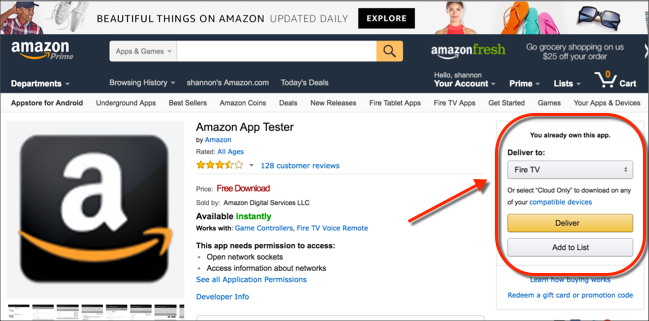 BEAUTIFUL THINGS ON AMAZON UPDATED DAILY EXPLORE
amazon Prime
Apps & Games
amazonfresh
Go grocery shopping on us
$25 off your order
Departments
Browsing History
shannon's Amazon.com
Today's Deals
Hello, shannon
Your Account
Prime
Lists
0
Cart
Appstore for Android Underground Apps Best Sellers Amazon Coins Deals New Releases Fire Tablet Apps Fire TV Apps Get Started Games Your Apps & Devices
a
Amazon App Tester
by Amazon
Rated: All Ages
128 customer reviews
Price: Free Download
Sold by: Amazon Digital Services LLC
Available instantly
Works with: Game Controllers, Fire TV Voice Remote
This app needs permission to access:
• Open network sockets
• Access information about networks
See all Application Permissions
Developer Info
You already own this app.
Deliver to:
Fire TV
Or select "Cloud Only" to download on any
of your compatible devices
Deliver
Add to List
Learn how buying works
Redeem a gift card or promotion code